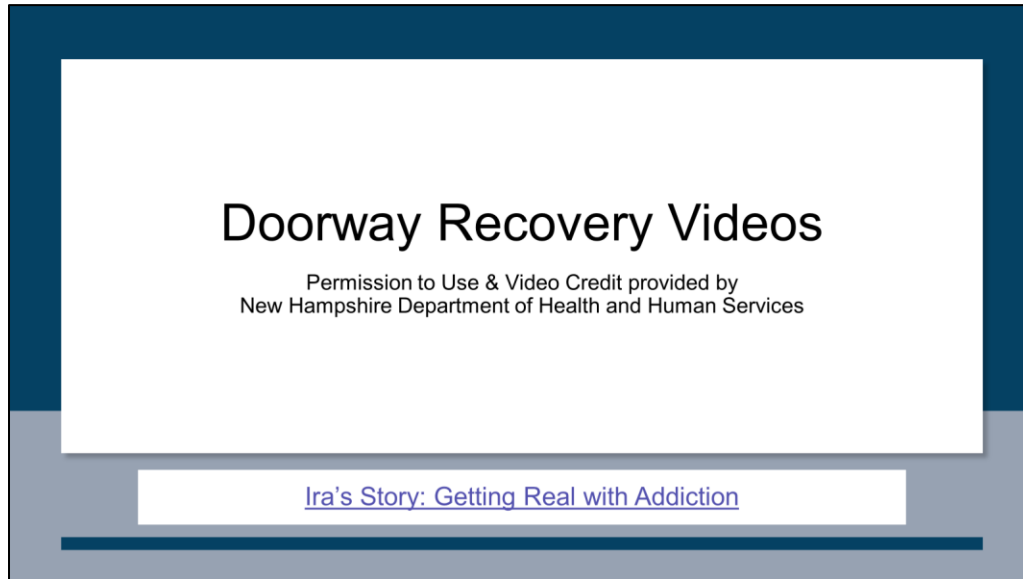 Doorway Recovery Videos
Permission to Use & Video Credit provided by
New Hampshire Department of Health and Human Services
Ira’s Story: Getting Real with Addiction